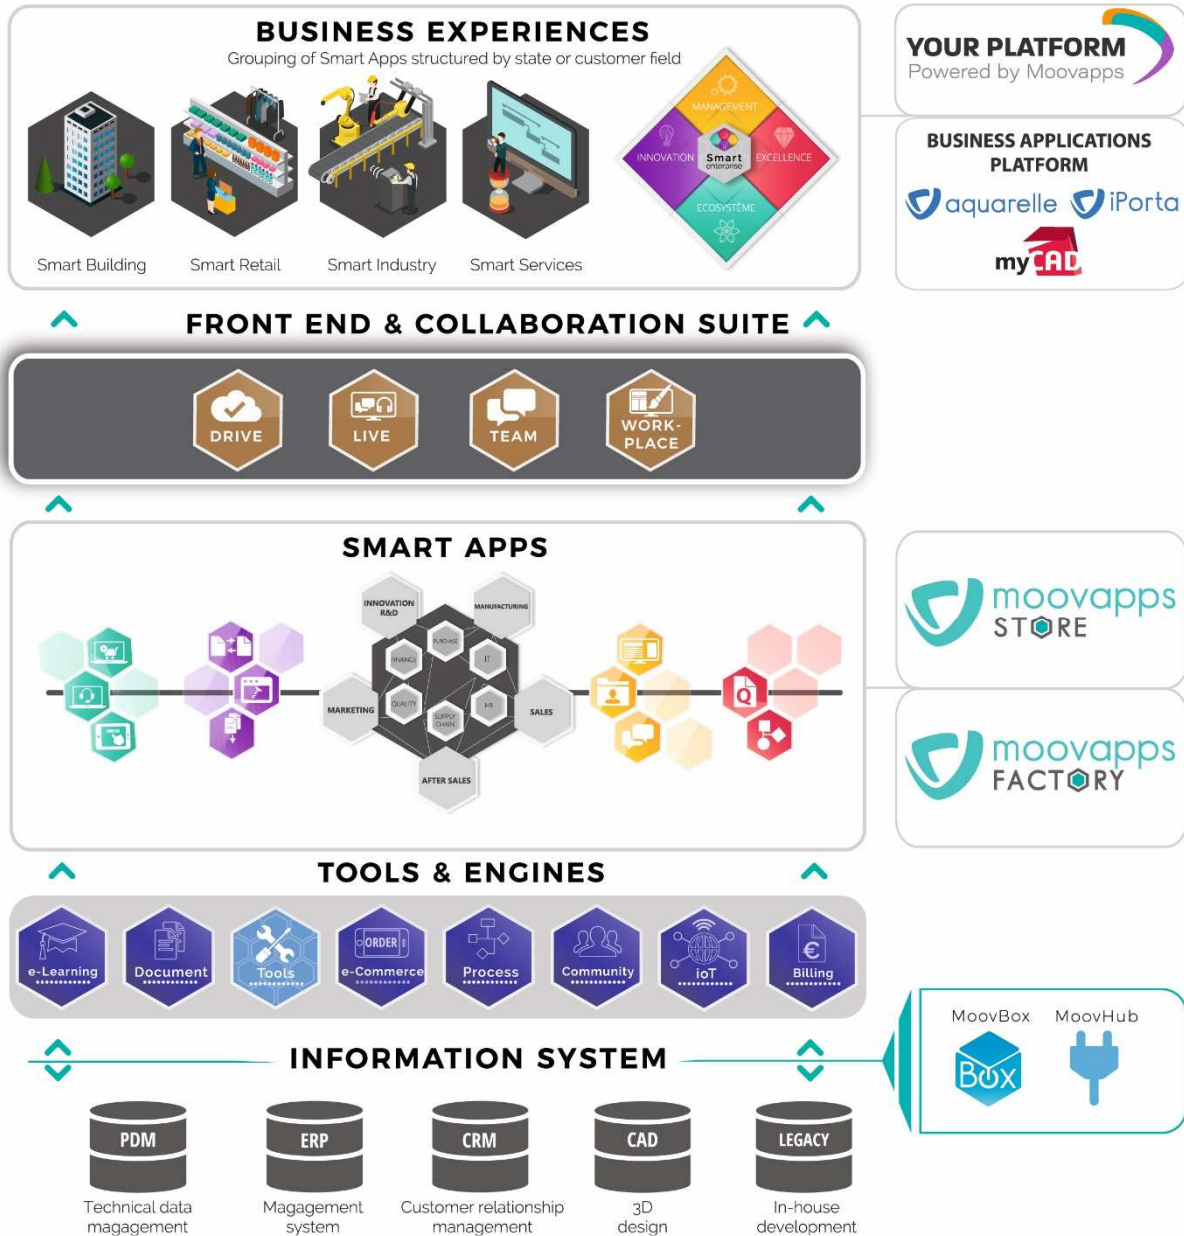 BUSINESS EXPERIENCES
Grouping of Smart Apps structured by state or customer field
MANAGEMENT
INNOVATION
Smart
enterprise
EXCELLENCE
ECOSYSTÈME
Smart Building
Smart Retail
Smart Industry
Smart Services
YOUR PLATFORM
Powered by Moovapps
BUSINESS APPLICATIONS
PLATFORM
aquarelle
iPorta
myCAD
FRONT END & COLLABORATION SUITE
DRIVE
LIVE
TEAM
WORK-
PLACE
SMART APPS
INNOVATION
R&D
MANUFACTURING
PURCHASE
FINANCE
IT
MARKETING
QUALITY
SUPPLY
CHAIN
HR
SALES
AFTER SALES
Q
moovapps
STORE
moovapps
FACTORY
TOOLS & ENGINES
e-Learning
Document
Tools
ORDER
e-Commerce
Process
Community
ioT
€
Billing
INFORMATION SYSTEM
MoovBox
MoovHub
Box
PDM
ERP
CRM
CAD
LEGACY
Technical data
magagement
Magagement
system
Customer relationship
management
3D
design
In-house
development